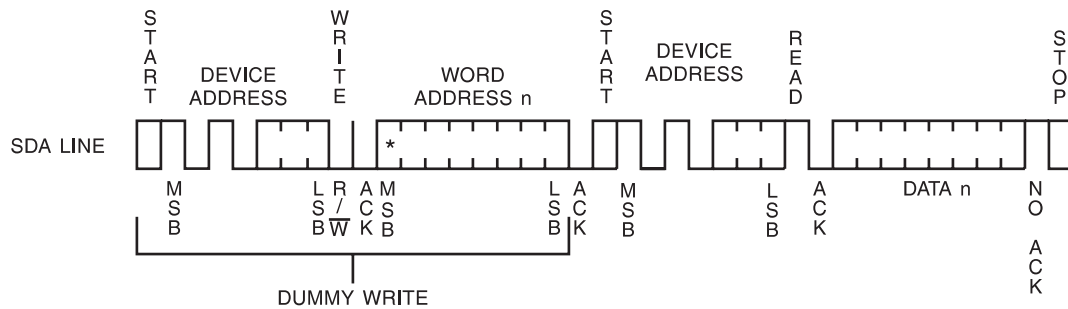 START
WRITE
START
READ
STOP
DEVICE
ADDRESS
WORD
ADDRESS n
DEVICE
ADDRESS
SDA LINE
*
MSB
LSB
R/W
ACK
MSB
LSB
ACK
MSB
LSB
ACK
DATA n
NO ACK
DUMMY WRITE